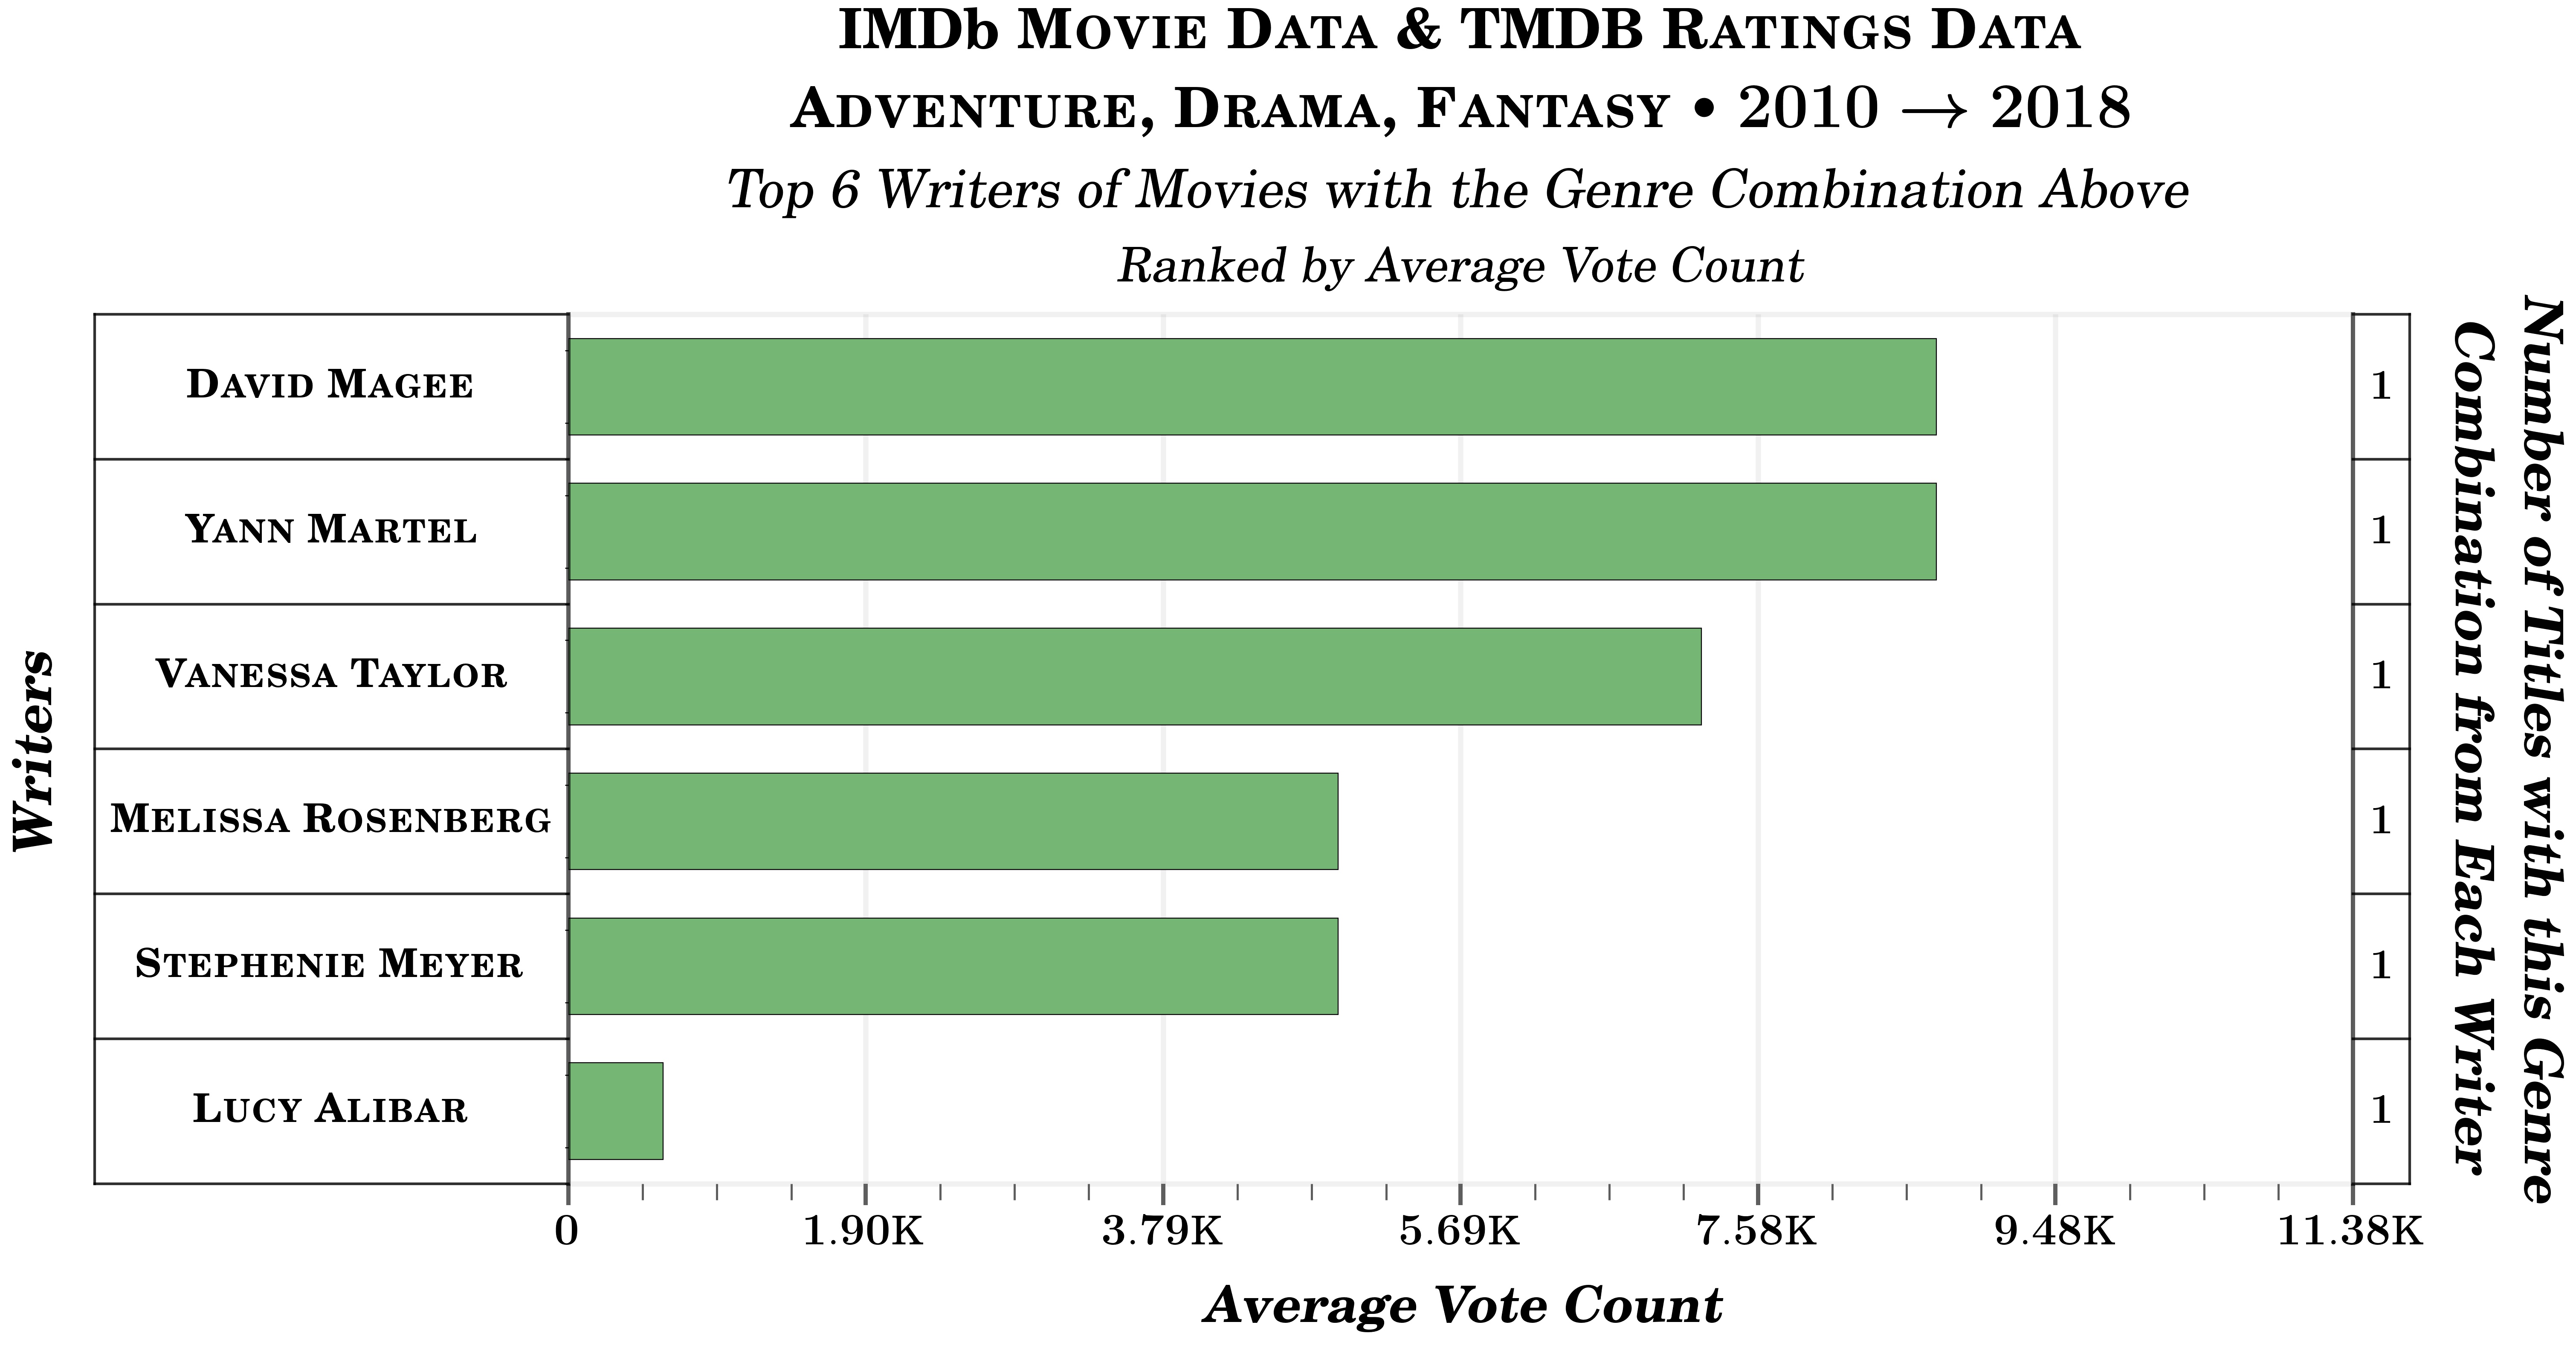 IMDb Movie Data & TMDB Ratings Data
Adventure, Drama, Fantasy • 2010 → 2018
Top 6 Writers of Movies with the Genre Combination Above
Ranked by Average Vote Count
Writers
David Magee 1
Yann Martel 1
Vanessa Taylor 1
Melissa Rosenberg 1
Stephenie Meyer 1
Lucy Alibar 1
Number of Titles with this Genre
Combination from Each Writer
0 1.90K 3.79K 5.69K 7.58K 9.48K 11.38K
Average Vote Count